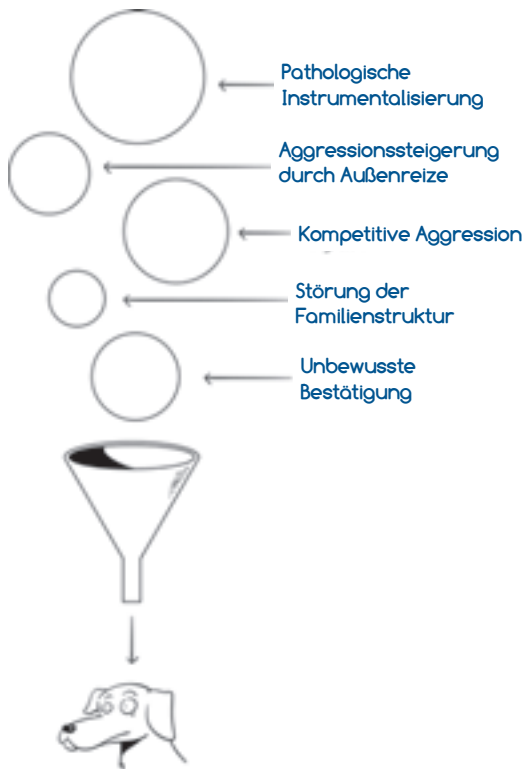 Pathologische
Instrumentalisierung
Aggressionssteigerung
durch Außenreize
Kompetitive Aggression
Störung der
Familienstruktur
Unbewusste
Bestätigung